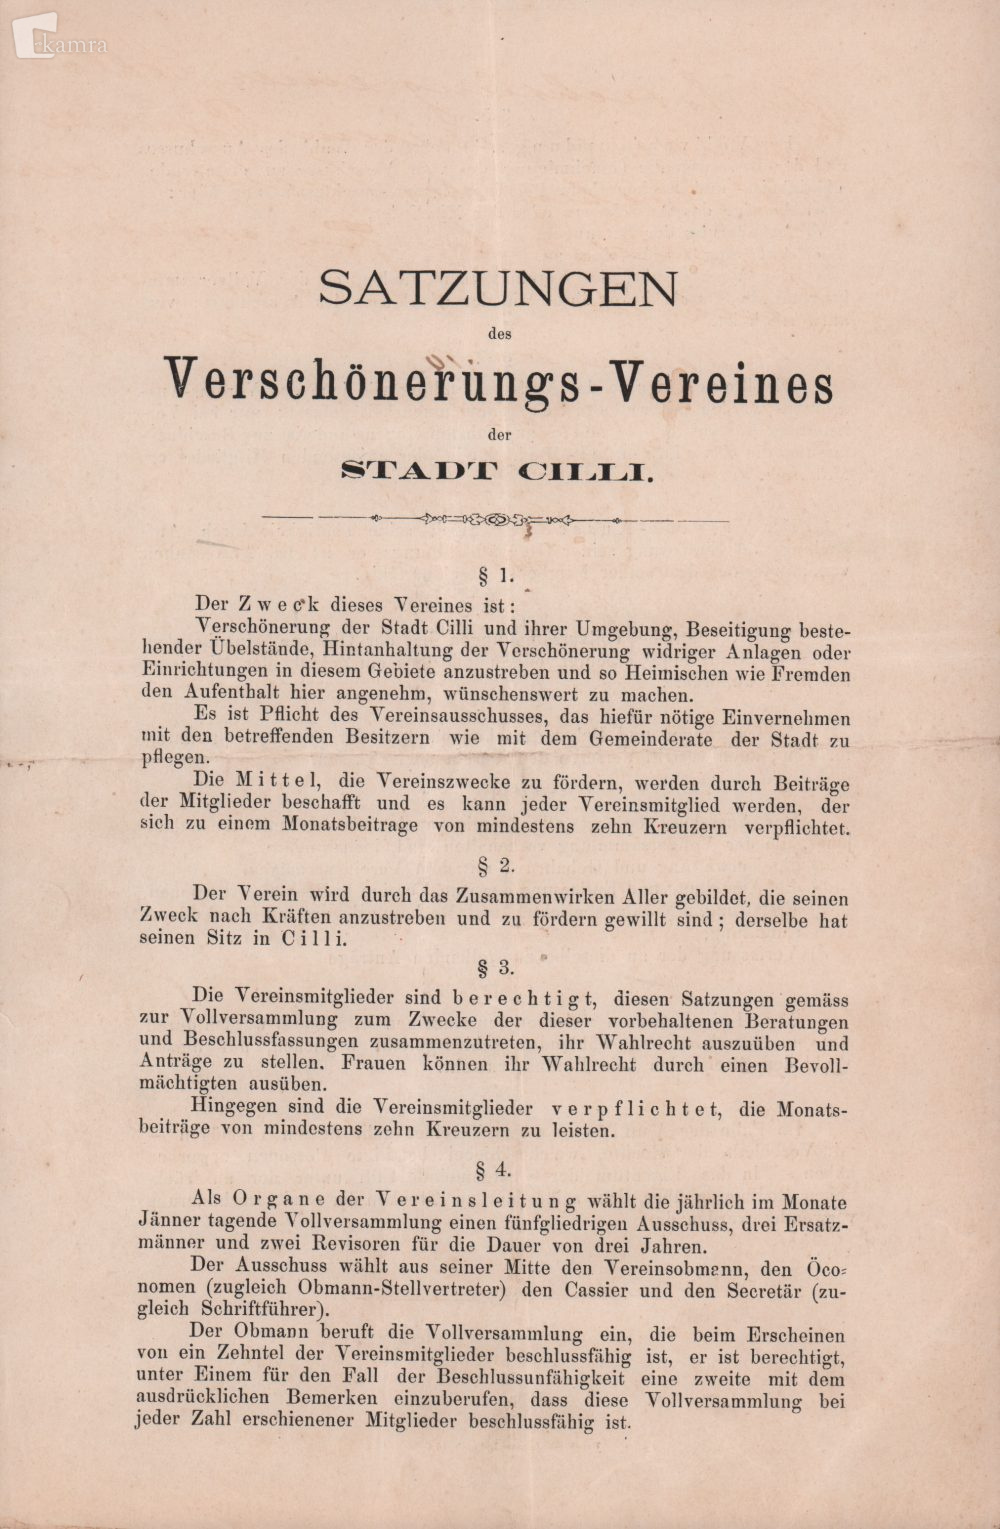 kamra
SATZUNGEN
des
Verschönerungs-Vereines
der
STADT CILLI.
§ 1.
Der Zweck dieses Vereines ist:
Verschönerung der Stadt Cilli und ihrer Umgebung, Beseitigung beste-
hender Übelstände, Hintanhaltung der Verschönerung widriger Anlagen oder
Einrichtungen in diesem Gebiete anzustreben und so Heimischen wie Fremden
den Aufenthalt hier angenehm, wünschenswert zu machen.
Es ist Pflicht des Vereinsausschusses, das hiefür nötige Einvernehmen
mit den betreffenden Besitzern wie mit dem Gemeinderate der Stadt zu
pflegen.
Die Mittel, die Vereinszwecke zu fördern, werden durch Beiträge
der Mitglieder beschafft und es kann jeder Vereinsmitglied werden, der
sich zu einem Monatsbeitrage von mindestens zehn Kreuzern verpflichtet.
§ 2.
Der Verein wird durch das Zusammenwirken Aller gebildet, die seinen
Zweck nach Kräften anzustreben und zu fördern gewillt sind; derselbe hat
seinen Sitz in Cilli.
§ 3.
Die Vereinsmitglieder sind berechtigt, diesen Satzungen gemäss
zur Vollversammlung zum Zwecke der dieser vorbehaltenen Beratungen
und Beschlussfassungen zusammenzutreten, ihr Wahlrecht auszuüben und
Anträge zu stellen. Frauen können ihr Wahlrecht durch einen Bevoll-
mächtigten ausüben.
Hingegen sind die Vereinsmitglieder verpflichtet, die Monats-
beiträge von mindestens zehn Kreuzern zu leisten.
§ 4.
Als Organe der Vereinsleitung wählt die jährlich im Monate
Jänner tagende Vollversammlung einen fünfgliedrigen Ausschuss, drei Ersatz-
männer und zwei Revisoren für die Dauer von drei Jahren.
Der Ausschuss wählt aus seiner Mitte den Vereinsobmann, den Öco-
nomen (zugleich Obmann-Stellvertreter) den Cassier und den Secretär (zu-
gleich Schriftführer).
Der Obmann beruft die Vollversammlung ein, die beim Erscheinen
von ein Zehntel der Vereinsmitglieder beschlussfähig ist, er ist berechtigt,
unter Einem für den Fall der Beschlussunfähigkeit eine zweite mit dem
ausdrücklichen Bemerken einzuberufen, dass diese Vollversammlung bei
jeder Zahl erschienener Mitglieder beschlussfähig ist.